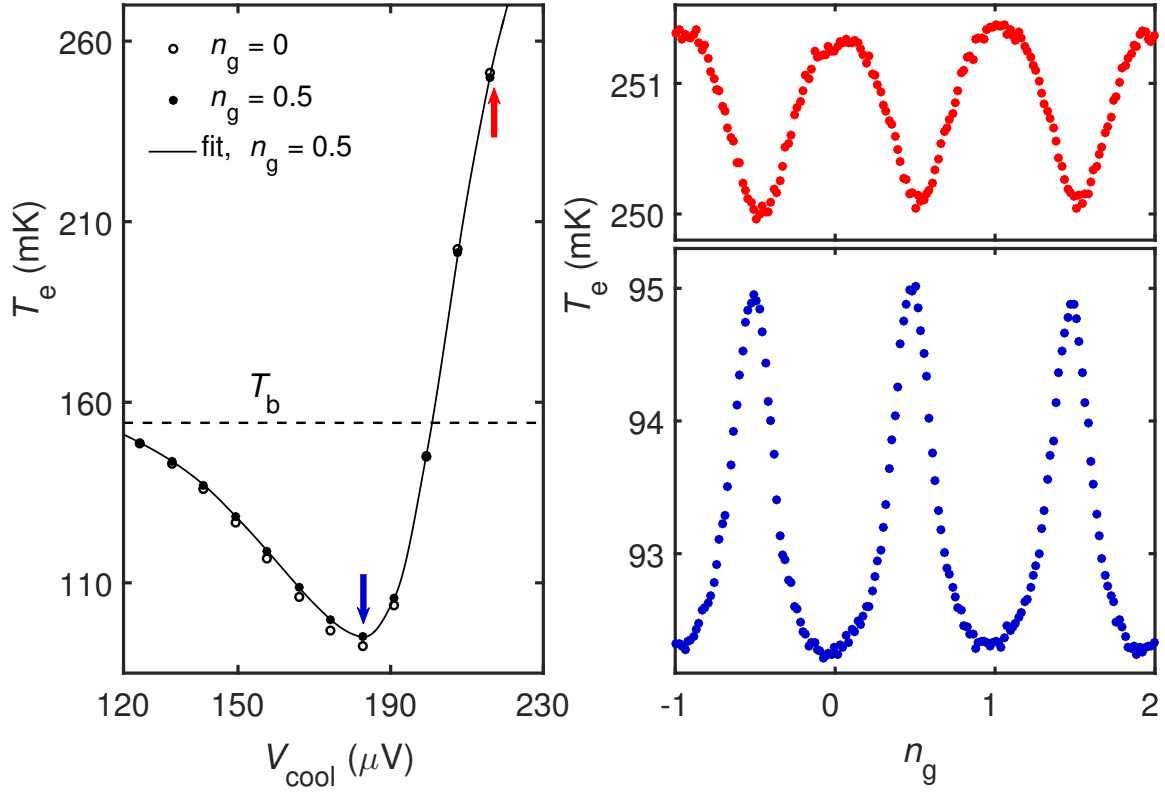 260
210
160
110
T_e (mK)
n_g = 0
n_g = 0.5
fit, n_g = 0.5
T_b
120
150
190
230
V_cool (μV)
251
250
T_e (mK)
95
94
93
-1
0
1
2
n_g